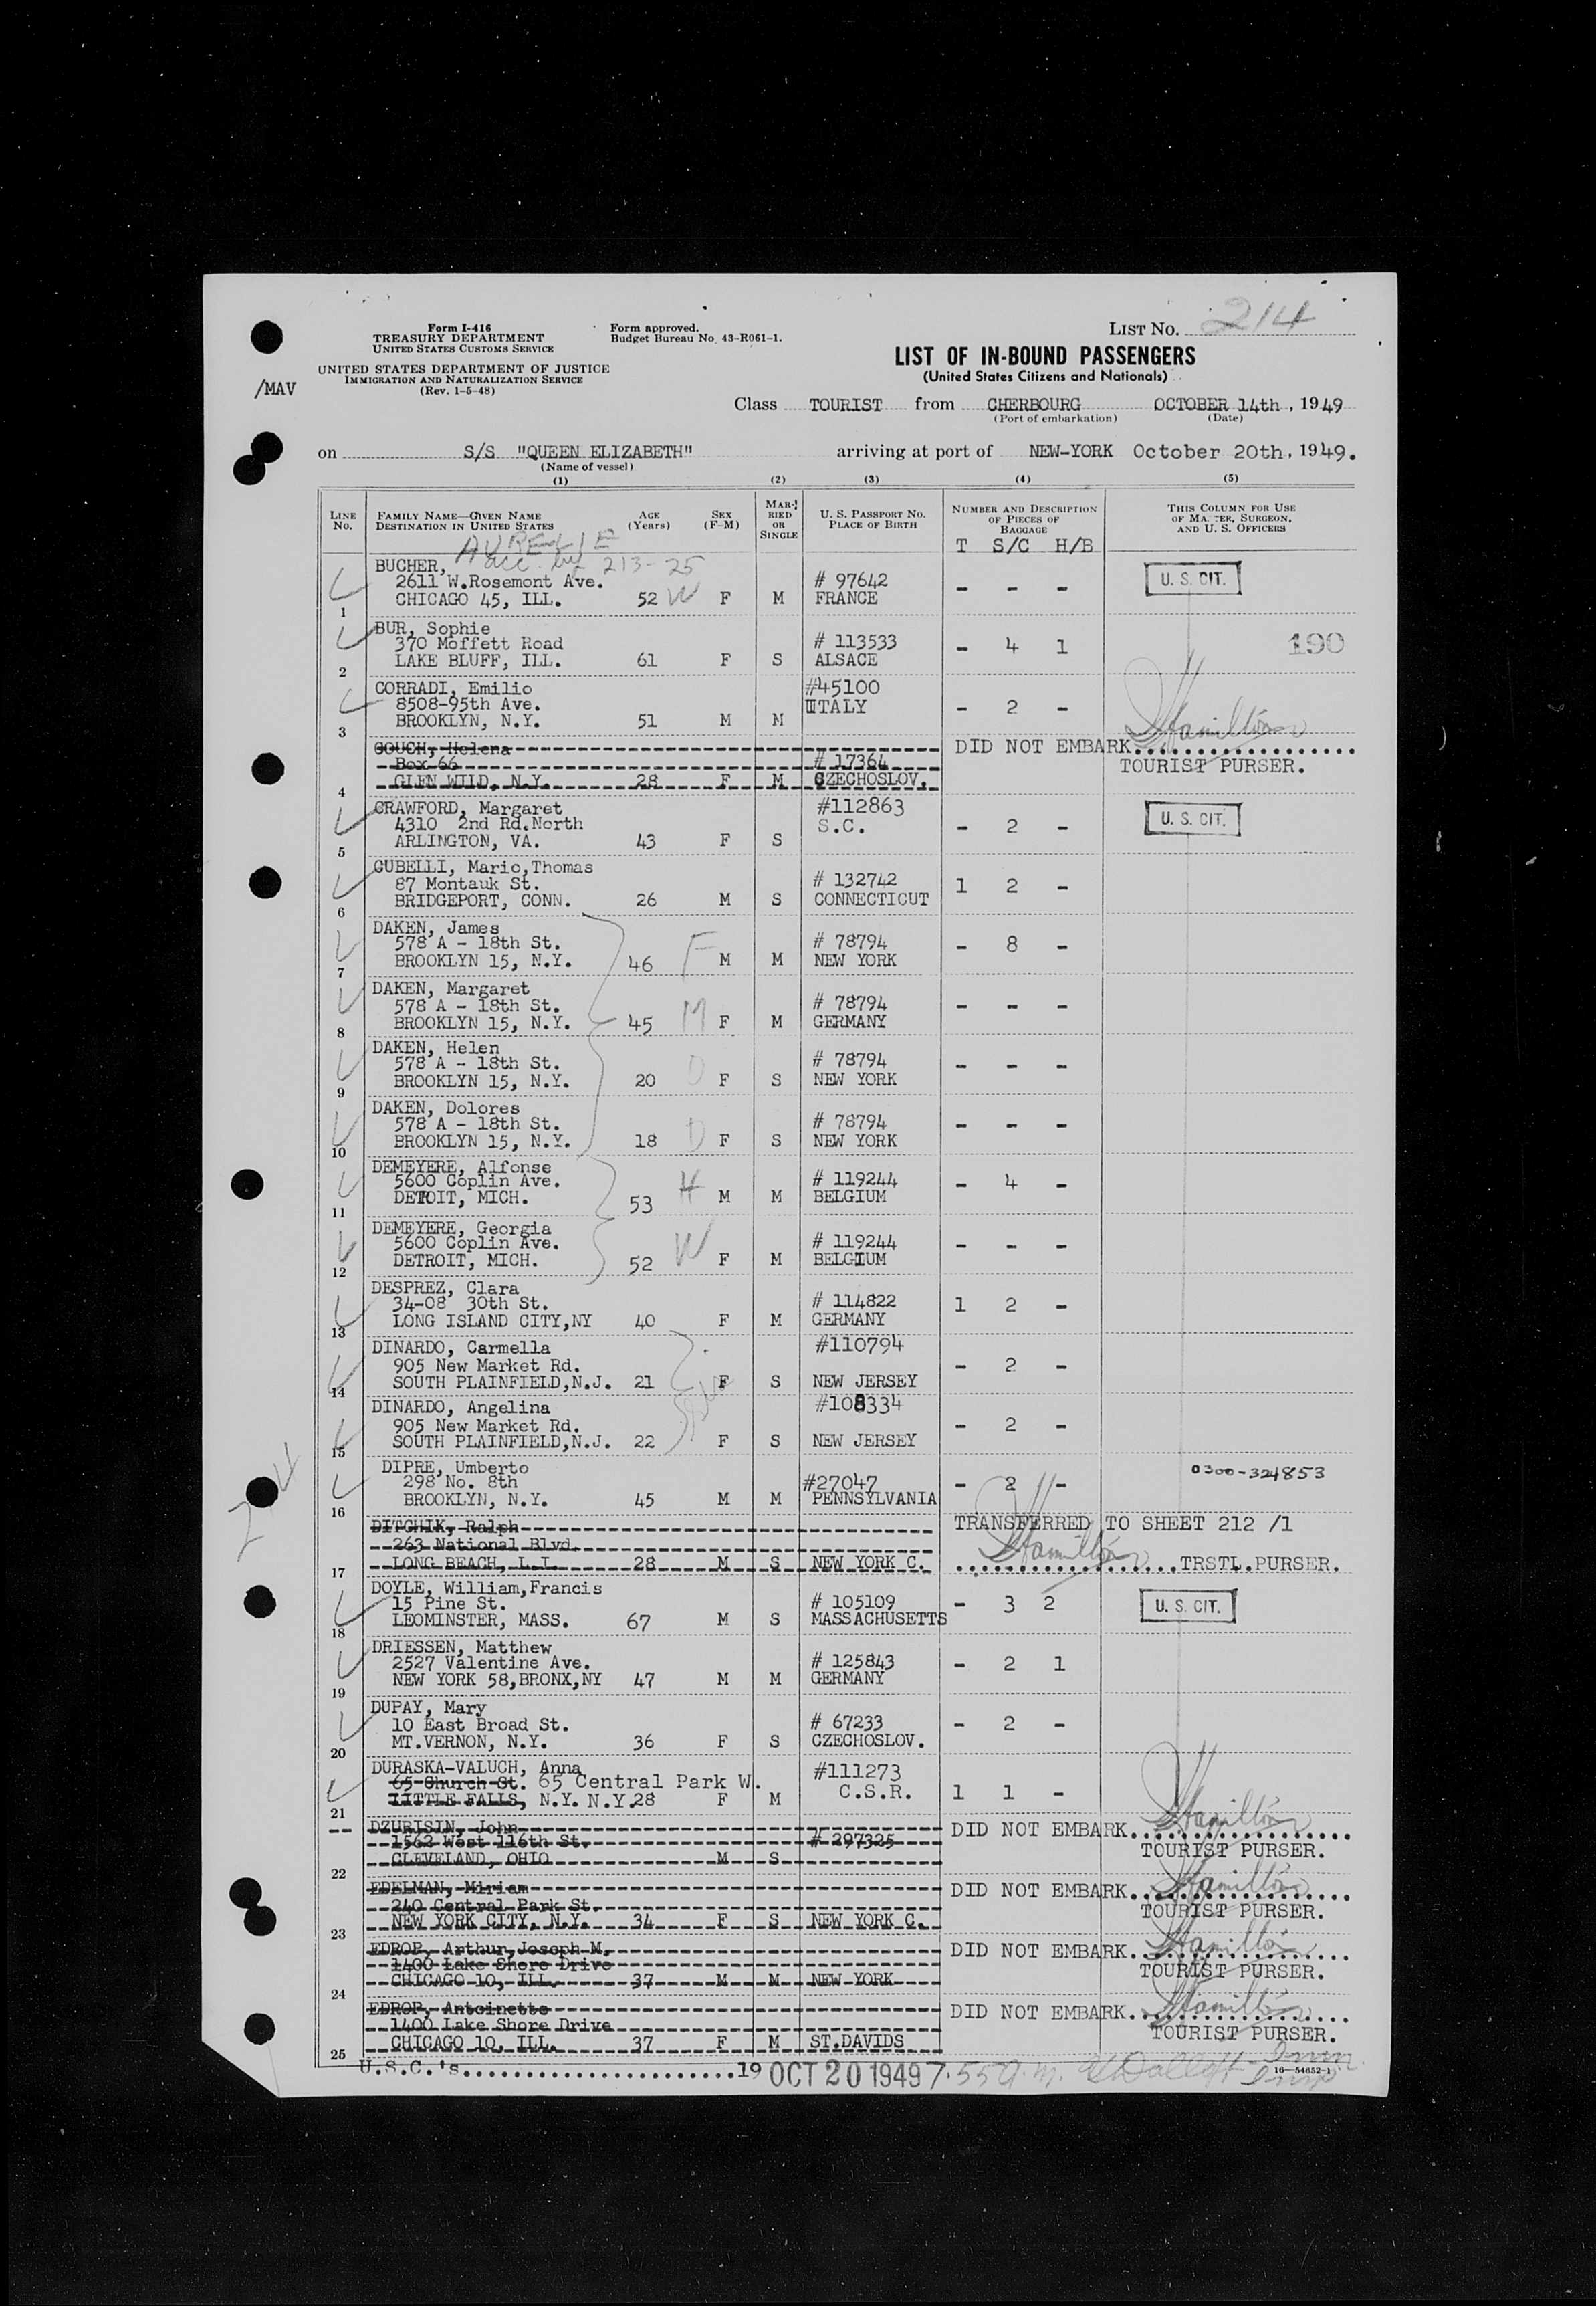 214
Form I-416
TREASURY DEPARTMENT
UNITED STATES CUSTOMS SERVICE
Form approved.
Budget Bureau No. 43-R061-1.
LIST NO.
LIST OF IN-BOUND PASSENGERS
(United States Citizens and Nationals)
UNITED STATES DEPARTMENT OF JUSTICE
IMMIGRATION AND NATURALIZATION SERVICE
(Rev. 1-5-48)
/MAV
Class TOURIST from CHERBOURG OCTOBER 14th, 1949
(Port of embarkation) (Date)
on S/S "QUEEN ELIZABETH" arriving at port of NEW-YORK October 20th, 1949.
(Name of vessel)
(1) (2) (3) (4) (5)
LINE No. FAMILY NAME—GIVEN NAME DESTINATION IN UNITED STATES AGE (Years) SEX (F-M) MARRIED OR SINGLE U. S. PASSPORT NO. PLACE OF BIRTH NUMBER AND DESCRIPTION OF PIECES OF BAGGAGE THIS COLUMN FOR USE OF MASTER, SURGEON, AND U. S. OFFICERS
T S/C H/B
AURELIE
BUCHER, acc. by 213-25
2611 W.Rosemont Ave. # 97642 - - - U. S. CIT.
1 CHICAGO 45, ILL. 52 W F M FRANCE
BUR, Sophie
370 Moffett Road # 113533 - 4 1 190
2 LAKE BLUFF, ILL. 61 F S ALSACE
CORRADI, Emilio #45100
8508-95th Ave. ITALY - 2 -
3 BROOKLYN, N.Y. 51 M M
Hamilton
GOUCH, Helena DID NOT EMBARK
Box 66 # 17364 TOURIST PURSER.
4 GLEN WILD, N.Y. 28 F M CZECHOSLOV.
CRAWFORD, Margaret #112863
4310 2nd Rd.North S.C. - 2 - U. S. CIT.
5 ARLINGTON, VA. 43 F S
CUBELLI, Mario,Thomas
87 Montauk St. # 132742 1 2 -
6 BRIDGEPORT, CONN. 26 M S CONNECTICUT
DAKEN, James
578 A - 18th St. # 78794 - 8 -
7 BROOKLYN 15, N.Y. 46 F M M NEW YORK
DAKEN, Margaret
578 A - 18th St. # 78794 - - -
8 BROOKLYN 15, N.Y. 45 M F M GERMANY
DAKEN, Helen
578 A - 18th St. # 78794 - - -
9 BROOKLYN 15, N.Y. 20 D F S NEW YORK
DAKEN, Dolores
578 A - 18th St. # 78794 - - -
10 BROOKLYN 15, N.Y. 18 D F S NEW YORK
DEMEYERE, Alfonse
5600 Coplin Ave. # 119244 - 4 -
11 DETROIT, MICH. 53 H M M BELGIUM
DEMEYERE, Georgia
5600 Coplin Ave. # 119244 - - -
12 DETROIT, MICH. 52 W F M BELGIUM
DESPREZ, Clara
34-08 30th St. # 114822 1 2 -
13 LONG ISLAND CITY,NY 40 F M GERMANY
DINARDO, Carmella #110794
905 New Market Rd. - 2 -
14 SOUTH PLAINFIELD,N.J. 21 F S NEW JERSEY
DINARDO, Angelina #108334
905 New Market Rd. - 2 -
15 SOUTH PLAINFIELD,N.J. 22 F S NEW JERSEY
DIPRE, Umberto 0300-324853
298 No. 8th #27047 - 2 -
16 BROOKLYN, N.Y. 45 M M PENNSYLVANIA
DITCHIK, Ralph TRANSFERRED TO SHEET 212 /1
263 National Blvd. Hamilton
17 LONG BEACH, L.I. 28 M S NEW YORK C. TRSTL.PURSER.
DOYLE, William,Francis
15 Pine St. # 105109 - 3 2 U. S. CIT.
18 LEOMINSTER, MASS. 67 M S MASSACHUSETTS
DRIESSEN, Matthew
2527 Valentine Ave. # 125843 - 2 1
19 NEW YORK 58,BRONX,NY 47 M M GERMANY
DUPAY, Mary
10 East Broad St. # 67233 - 2 -
20 MT.VERNON, N.Y. 36 F S CZECHOSLOV.
DURASKA-VALUCH, Anna #111273
65 Church St. 65 Central Park W. C.S.R. 1 1 -
21 LITTLE FALLS, N.Y. N.Y. 28 F M
Hamilton
DZURISIN, John DID NOT EMBARK
1562 West 116th St. # 297325 TOURIST PURSER.
22 CLEVELAND, OHIO M S
Hamilton
EDELMAN, Miriam DID NOT EMBARK
240 Central Park St. TOURIST PURSER.
23 NEW YORK CITY, N.Y. 34 F S NEW YORK C.
Hamilton
EDROP, Arthur,Joseph M. DID NOT EMBARK
1400 Lake Shore Drive TOURIST PURSER.
24 CHICAGO 10, ILL. 37 M M NEW YORK
Hamilton
EDROP, Antoinette DID NOT EMBARK
1400 Lake Shore Drive TOURIST PURSER.
25 CHICAGO 10, ILL. 37 F M ST.DAVIDS
U.S.C.'s 19 OCT 20 1949 7.55 a.m.
16—54652-1